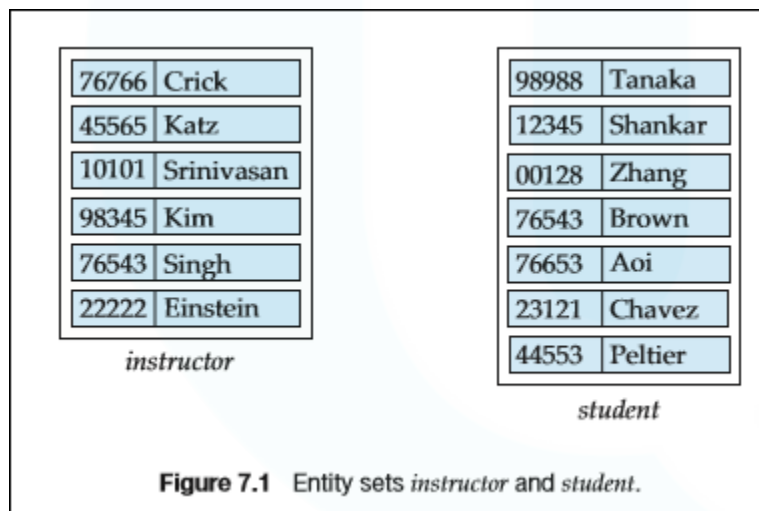 76766 Crick
45565 Katz
10101 Srinivasan
98345 Kim
76543 Singh
22222 Einstein
instructor
98988 Tanaka
12345 Shankar
00128 Zhang
76543 Brown
76653 Aoi
23121 Chavez
44553 Peltier
student
Figure 7.1 Entity sets instructor and student.